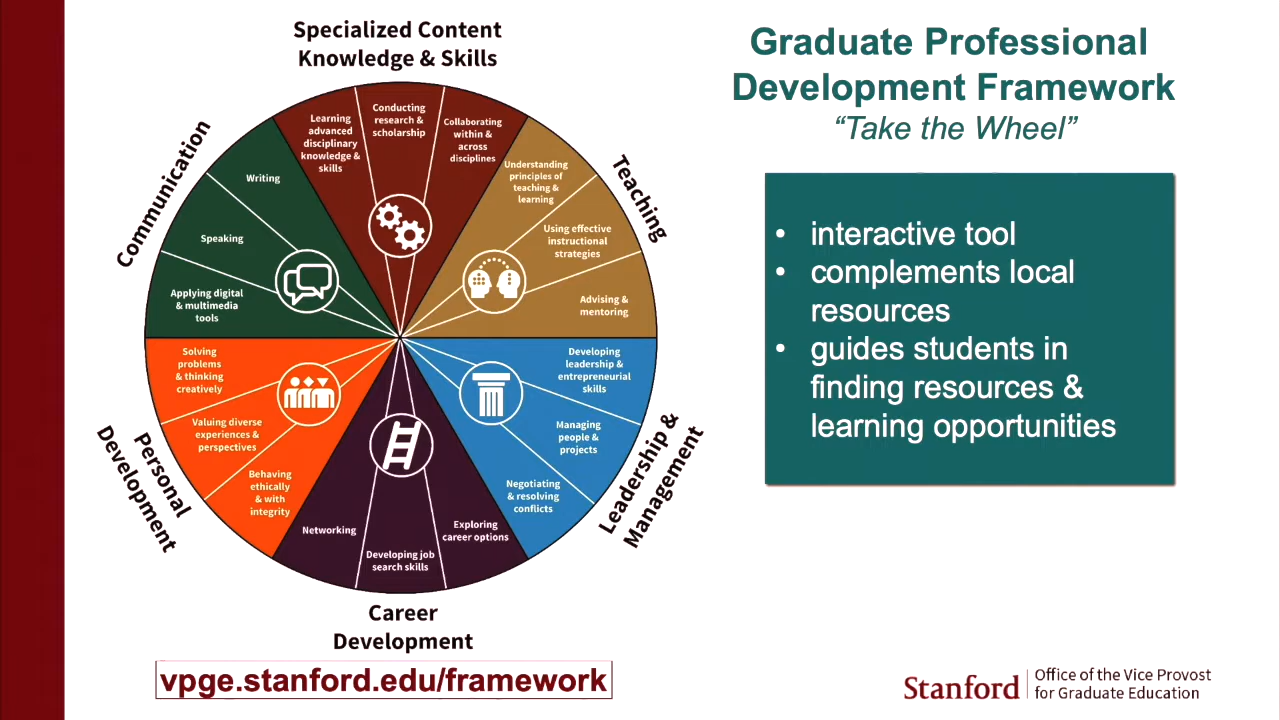 Specialized Content
Knowledge & Skills
Learning
advanced
disciplinary
knowledge &
skills
Conducting
research &
scholarship
Collaborating
within &
across
disciplines
Teaching
Understanding
principles of
teaching &
learning
Using effective
instructional
strategies
Advising &
mentoring
Leadership &
Management
Developing
leadership &
entrepreneurial
skills
Managing
people &
projects
Negotiating
& resolving
conflicts
Career
Development
Exploring
career options
Developing job
search skills
Networking
Personal
Development
Behaving
ethically
& with
integrity
Valuing diverse
experiences &
perspectives
Solving
problems
& thinking
creatively
Communication
Applying digital
& multimedia
tools
Speaking
Writing
vpge.stanford.edu/framework
Graduate Professional
Development Framework
“Take the Wheel”
• interactive tool
• complements local
resources
• guides students in
finding resources &
learning opportunities
Stanford
Office of the Vice Provost
for Graduate Education